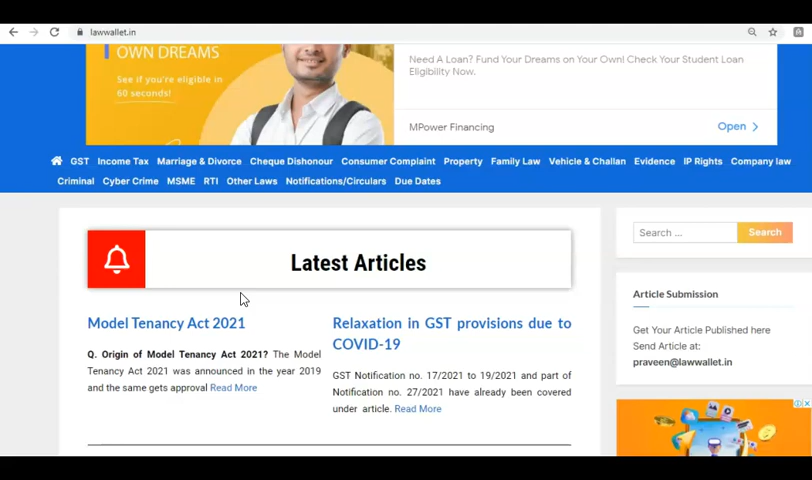 lawwallet.in
OWN DREAMS
See if you're eligible in
60 seconds!
Need A Loan? Fund Your Dreams on Your Own! Check Your Student Loan
Eligibility Now.
MPower Financing
Open
GST Income Tax Marriage & Divorce Cheque Dishonour Consumer Complaint Property Family Law Vehicle & Challan Evidence IP Rights Company law
Criminal Cyber Crime MSME RTI Other Laws Notifications/Circulars Due Dates
Latest Articles
Model Tenancy Act 2021
Q. Origin of Model Tenancy Act 2021? The Model
Tenancy Act 2021 was announced in the year 2019
and the same gets approval Read More
Relaxation in GST provisions due to
COVID-19
GST Notification no. 17/2021 to 19/2021 and part of
Notification no. 27/2021 have already been covered
under article. Read More
Search ...
Search
Article Submission
Get Your Article Published here
Send Article at:
praveen@lawwallet.in